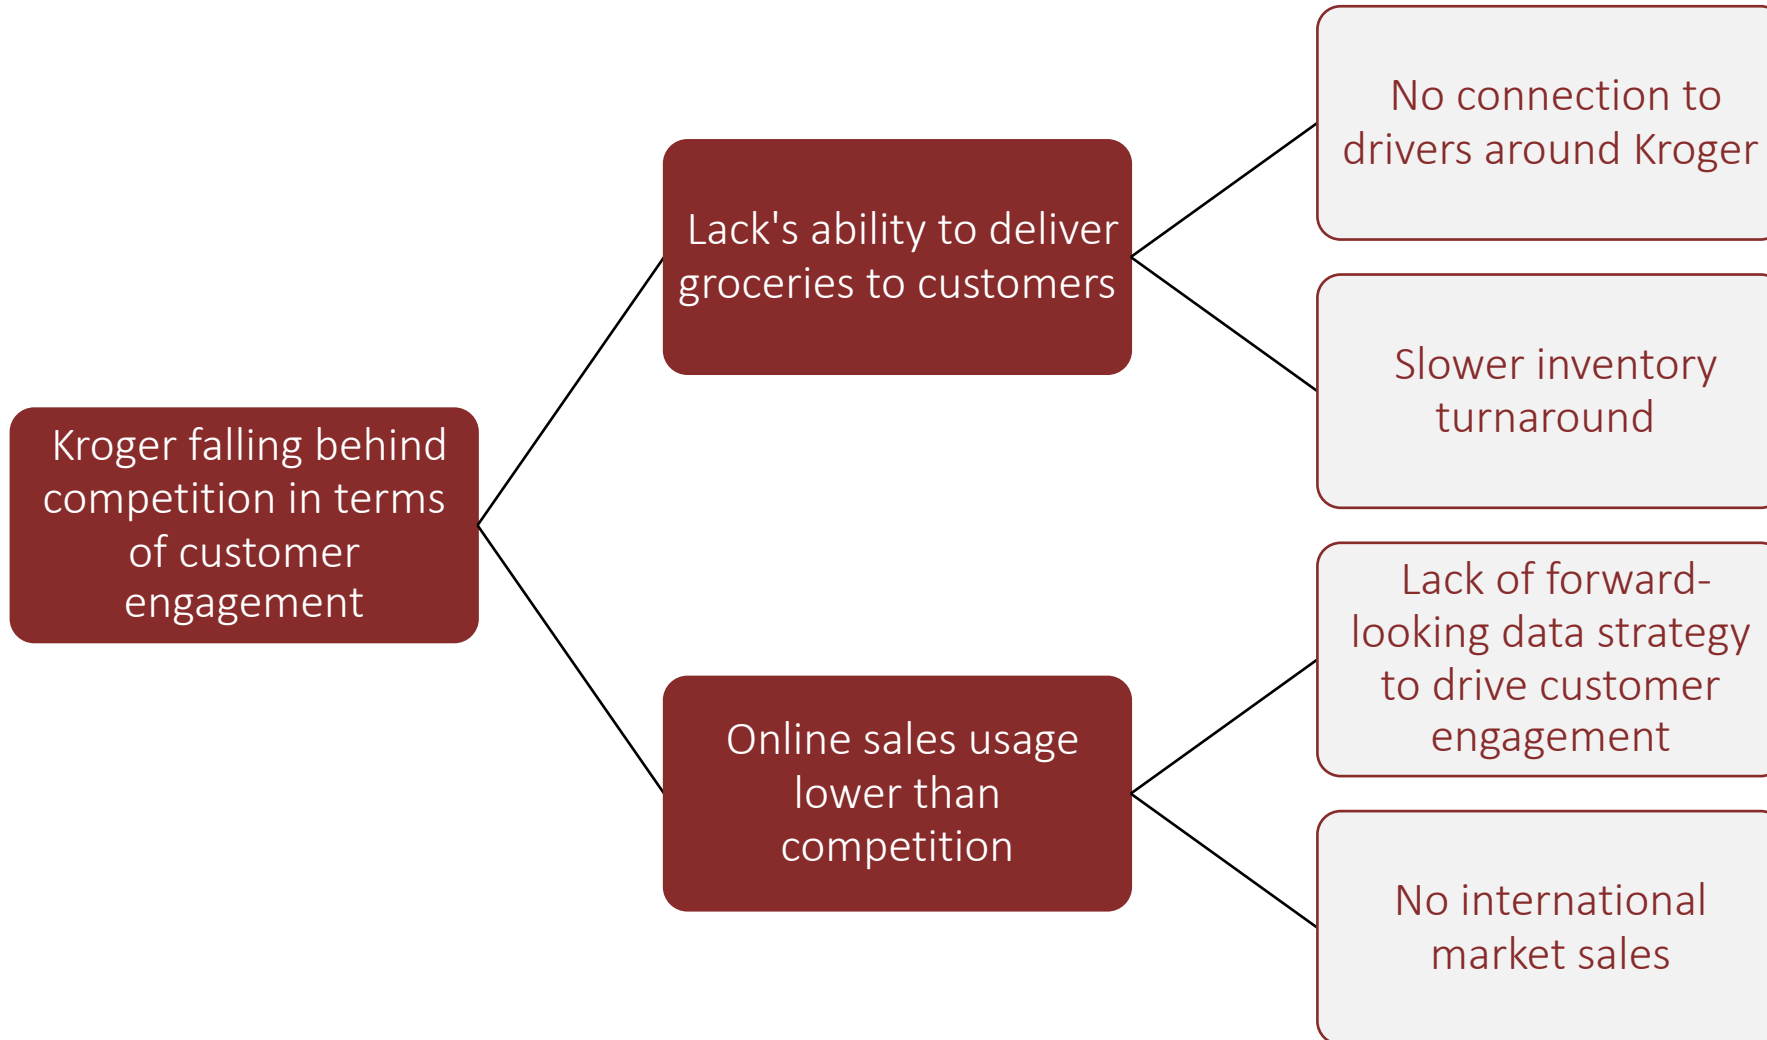 Kroger falling behind
competition in terms
of customer
engagement
Lack's ability to deliver
groceries to customers
Online sales usage
lower than
competition
No connection to
drivers around Kroger
Slower inventory
turnaround
Lack of forward-
looking data strategy
to drive customer
engagement
No international
market sales